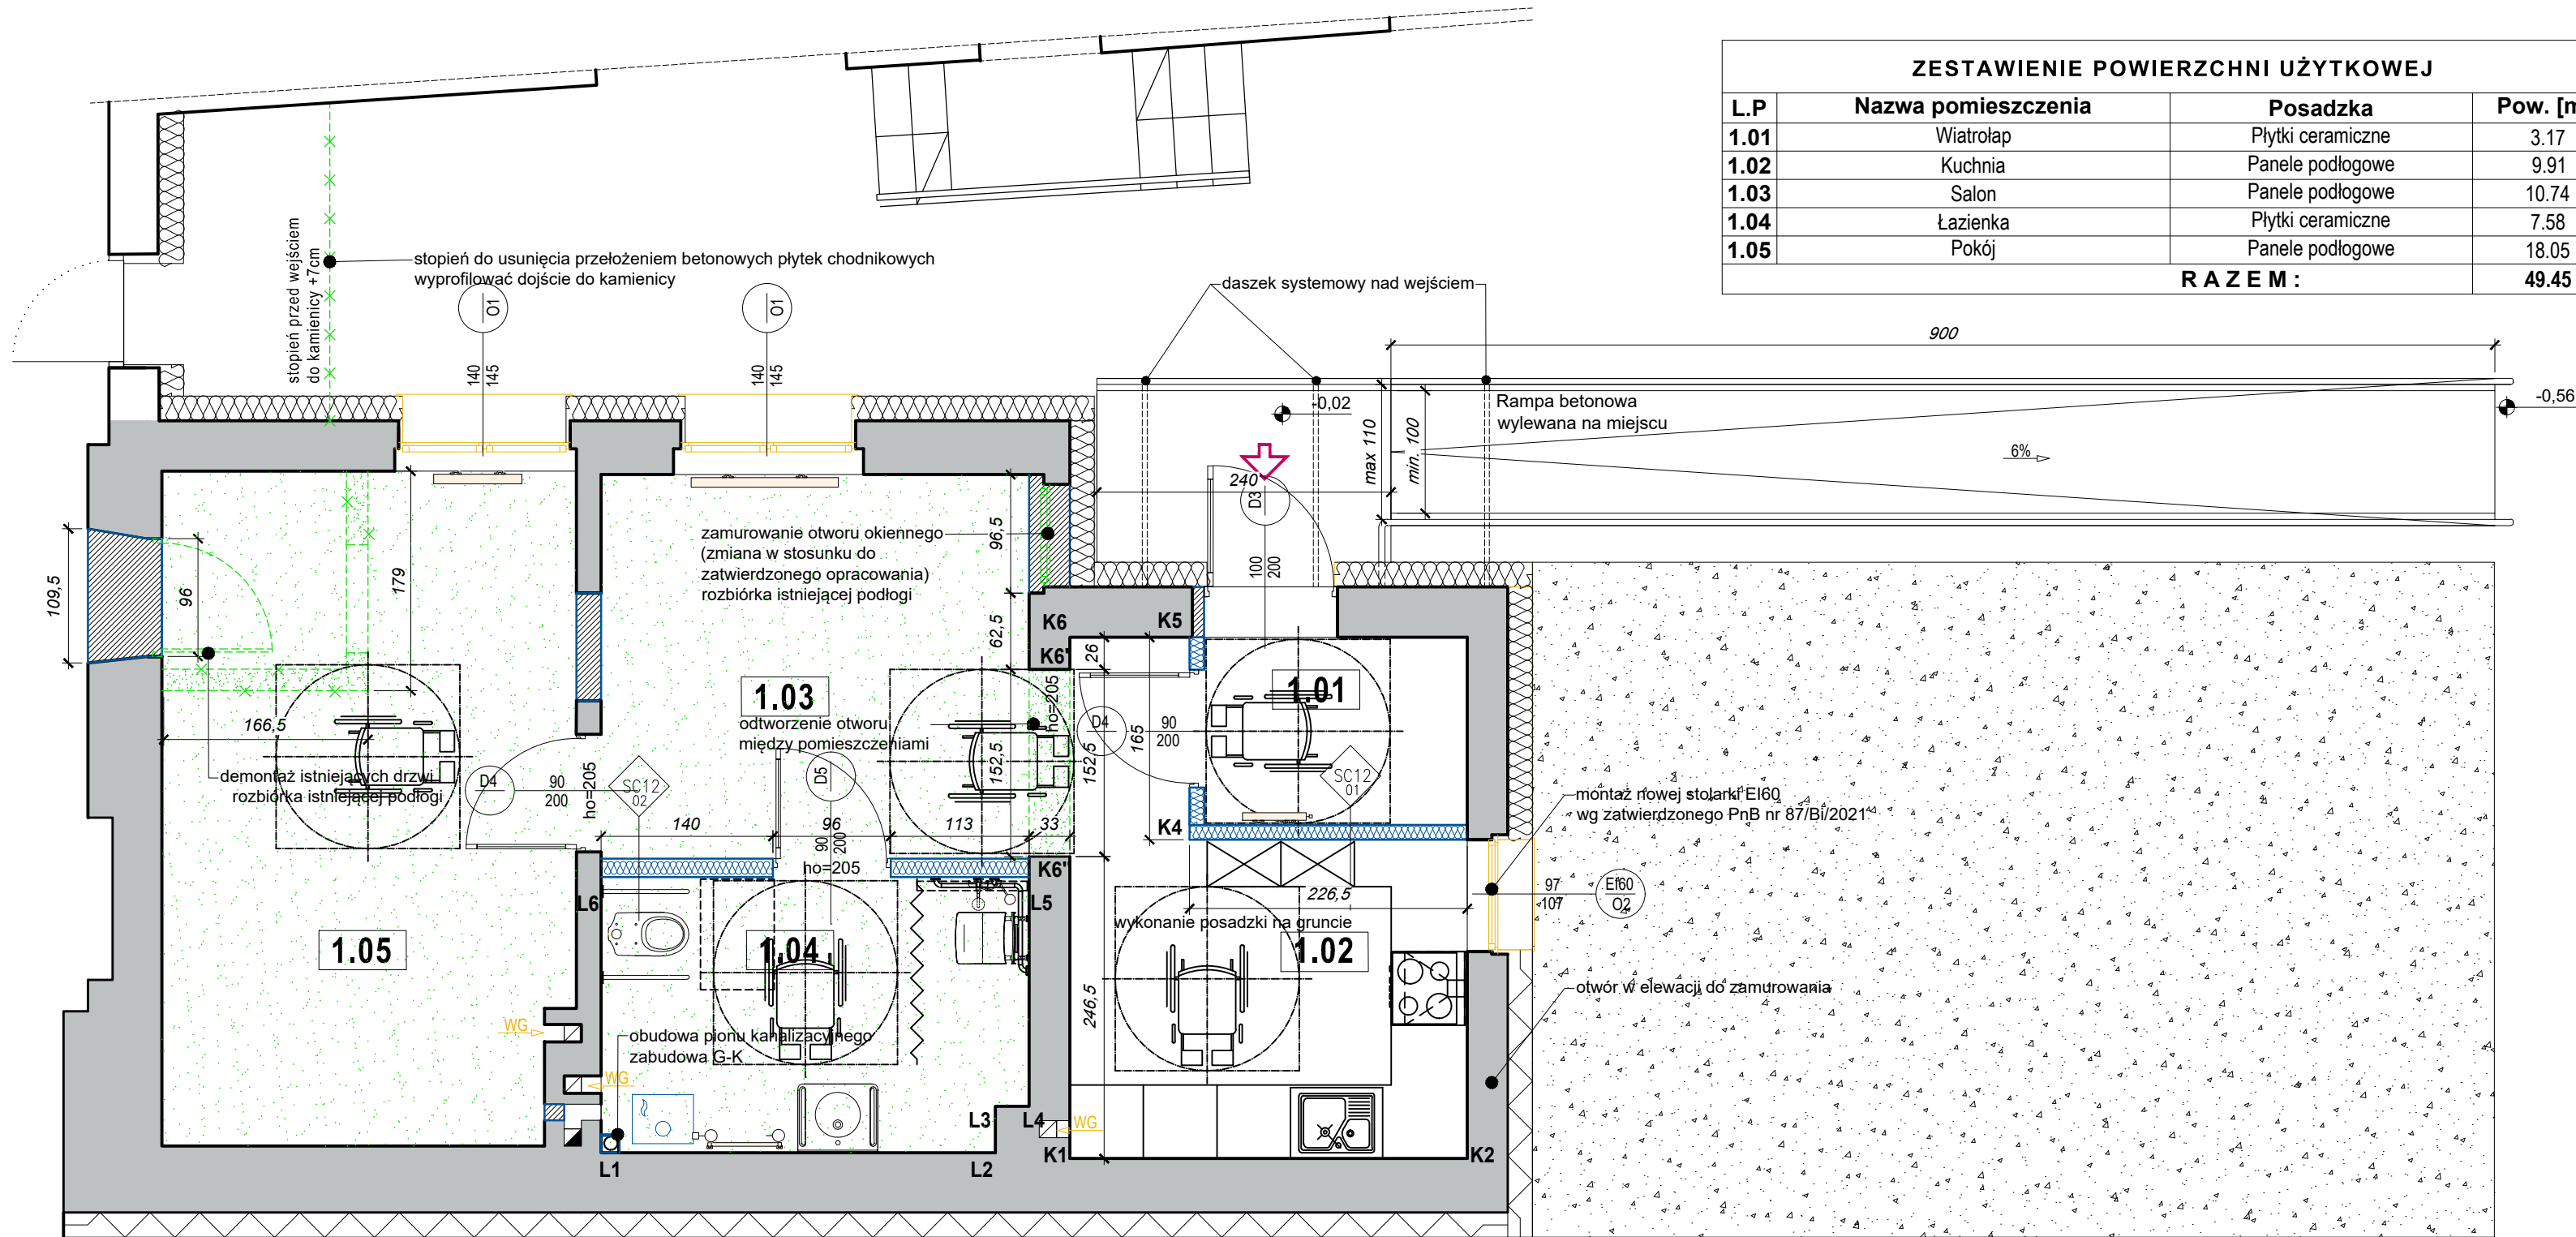 ZESTAWIENIE POWIERZCHNI UŻYTKOWEJ
L.P Nazwa pomieszczenia Posadzka Pow. [m
1.01 Wiatrołap Płytki ceramiczne 3.17
1.02 Kuchnia Panele podłogowe 9.91
1.03 Salon Panele podłogowe 10.74
1.04 Łazienka Płytki ceramiczne 7.58
1.05 Pokój Panele podłogowe 18.05
RAZEM: 49.45
stopień przed wejściem
do kamienicy +7cm
stopień do usunięcia przełożeniem betonowych płytek chodnikowych
wyprofilować dojście do kamienicy
O1
140
145
O1
140
145
daszek systemowy nad wejściem
900
-0,02
-0,56
Rampa betonowa
wylewana na miejscu
max 110
min. 100
6%
240
D3
100
200
109,5
96
179
166,5
zamurowanie otworu okiennego
(zmiana w stosunku do
zatwierdzonego opracowania)
rozbiórka istniejącej podłogi
96,5
62,5
K6
K5
K6'
26
1.03
1.01
odtworzenie otworu
między pomieszczeniami
ho=205
152,5
152,5
D4
90
200
165
SC12
01
demontaż istniejących drzwi
rozbiórka istniejącej podłogi
D4
90
200
ho=205
SC12
02
D5
90
200
ho=205
140
96
113
33
K4
K6'
montaż nowej stolarki EI60
wg zatwierdzonego PnB nr 87/Bi/2021
97
107
EI60
O2
226,5
wykonanie posadzki na gruncie
L6
L5
1.05
1.04
1.02
246,5
otwór w elewacji do zamurowania
WG
WG
WG
obudowa pionu kanalizacyjnego
zabudowa G-K
L3
L4
L1
L2
K1
K2